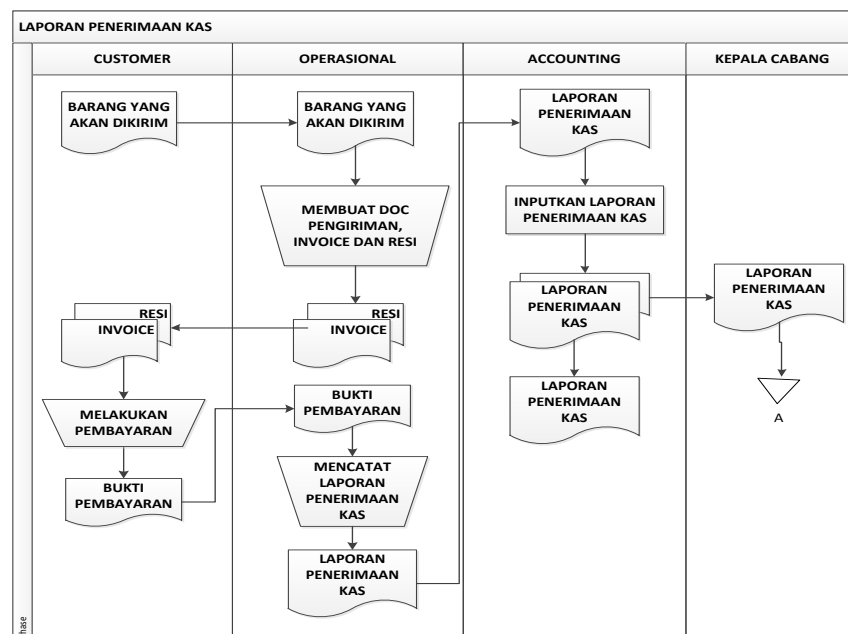 LAPORAN PENERIMAAN KAS
CUSTOMER
OPERASIONAL
ACCOUNTING
KEPALA CABANG
BARANG YANG
AKAN DIKIRIM
RESI
INVOICE
MELAKUKAN
PEMBAYARAN
BUKTI
PEMBAYARAN
BARANG YANG
AKAN DIKIRIM
MEMBUAT DOC
PENGIRIMAN,
INVOICE DAN RESI
RESI
INVOICE
BUKTI
PEMBAYARAN
MENCATAT
LAPORAN
PENERIMAAN
KAS
LAPORAN
PENERIMAAN
KAS
LAPORAN
PENERIMAAN
KAS
INPUTKAN LAPORAN
PENERIMAAN KAS
LAPORAN
PENERIMAAN
KAS
LAPORAN
PENERIMAAN
KAS
LAPORAN
PENERIMAAN
KAS
A